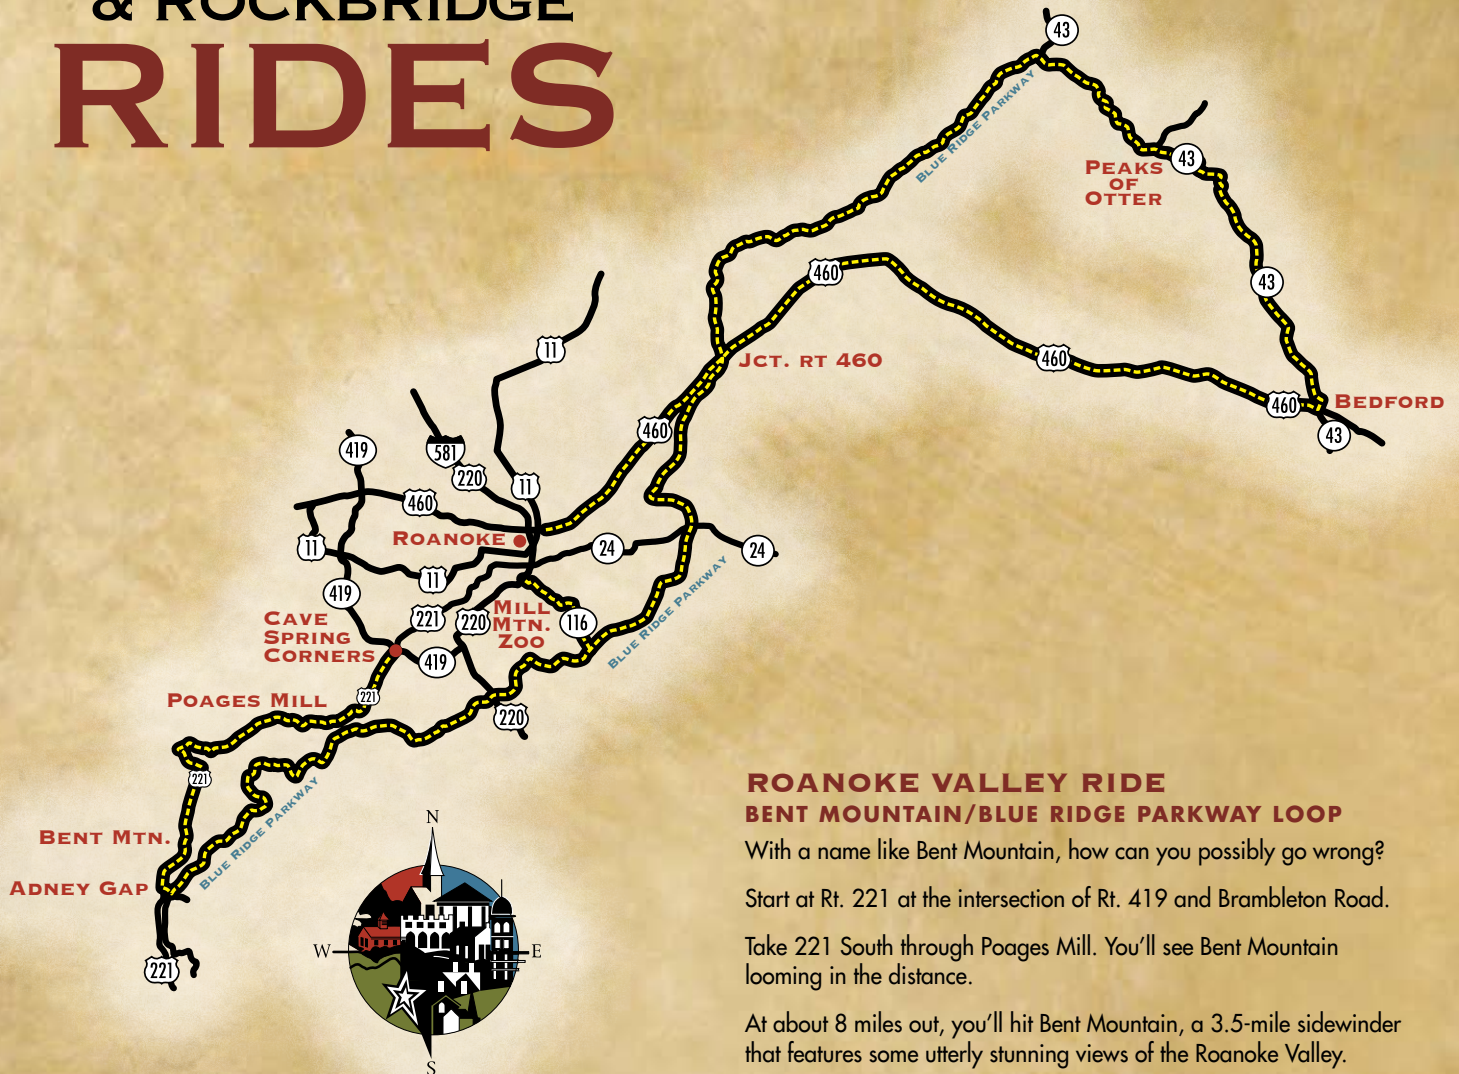 & ROCKBRIDGE
RIDES
43
BLUE RIDGE PARKWAY
43
PEAKS
OF
OTTER
460
43
11
460
JCT. RT 460
460
BEDFORD
43
460
419
581
220
11
460
ROANOKE
11
24
24
11
419
221
220
MILL
MTN.
ZOO
116
BLUE RIDGE PARKWAY
CAVE
SPRING
CORNERS
419
221
POAGES MILL
220
221
BLUE RIDGE PARKWAY
BENT MTN.
ADNEY GAP
221
N
W
E
S
ROANOKE VALLEY RIDE
BENT MOUNTAIN/BLUE RIDGE PARKWAY LOOP
With a name like Bent Mountain, how can you possibly go wrong?
Start at Rt. 221 at the intersection of Rt. 419 and Brambleton Road.
Take 221 South through Poages Mill. You'll see Bent Mountain
looming in the distance.
At about 8 miles out, you'll hit Bent Mountain, a 3.5-mile sidewinder
that features some utterly stunning views of the Roanoke Valley.